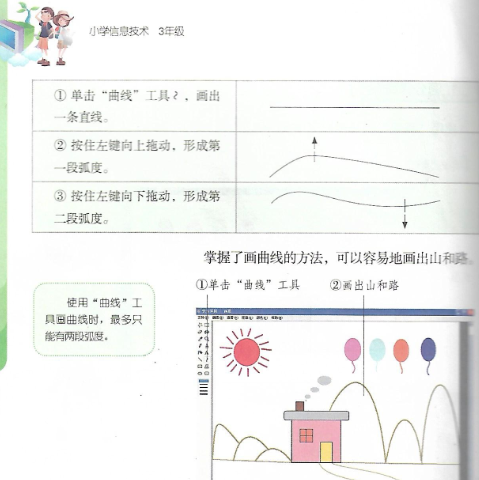 小学信息技术 3年级
① 单击“曲线”工具，画出
一条直线。
② 按住左键向上拖动，形成第
一段弧度。
③ 按住左键向下拖动，形成第
二段弧度。
掌握了画曲线的方法，可以容易地画出山和路
①单击“曲线”工具 ②画出山和路
使用“曲线”工
具画曲线时，最多只
能有两段弧度。